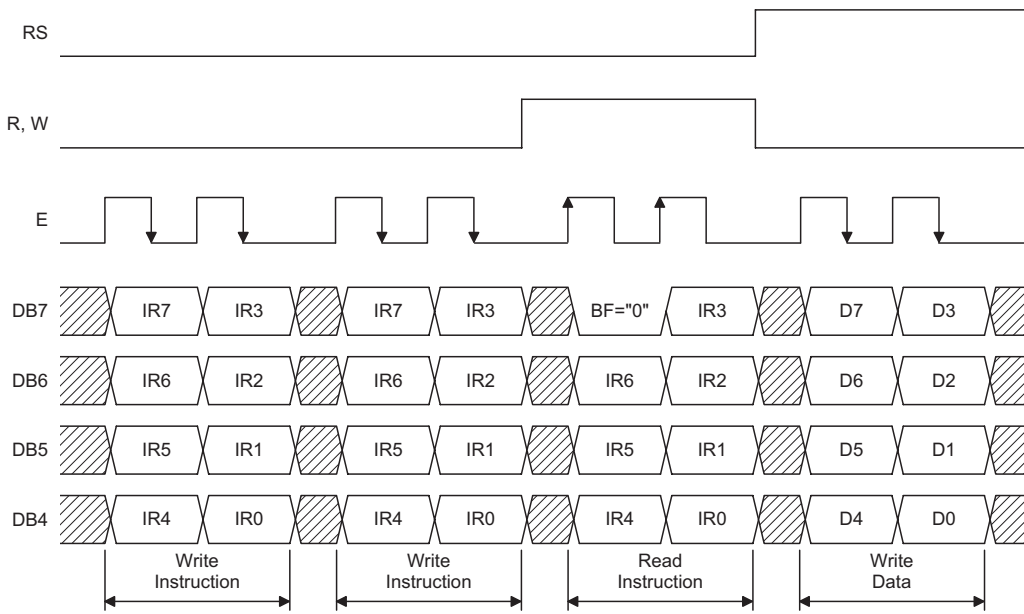 RS
R, W
E
DB7 IR7 IR3 IR7 IR3 BF="0" IR3 D7 D3
DB6 IR6 IR2 IR6 IR2 IR6 IR2 D6 D2
DB5 IR5 IR1 IR5 IR1 IR5 IR1 D5 D1
DB4 IR4 IR0 IR4 IR0 IR4 IR0 D4 D0
Write Write Read Write
Instruction Instruction Instruction Data